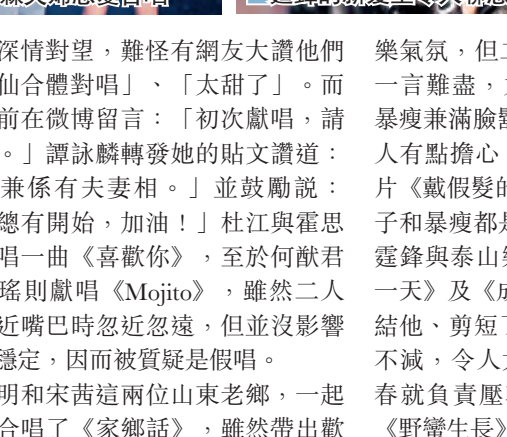 深情對望，難怪有網友大讚他們
仙合體對唱」、「太甜了」。而
前在微博留言：「初次獻唱，請
。」譚詠麟轉發她的貼文讚道：
兼係有夫妻相。」並鼓勵說：
總有開始，加油！」杜江與霍思
唱一曲《喜歡你》，至於何猷君
瑤則獻唱《Mojito》，雖然二人
近嘴巴時忽近忽遠，但並沒影響
穩定，因而被質疑是假唱。
明和宋茜這兩位山東老鄉，一起
合唱了《家鄉話》，雖然帶出歡
樂氣氛，但
一言難盡，
暴瘦兼滿臉
人有點擔心，
片《戴假髮的
子和暴瘦都是
霆鋒與泰山樂
一天》及《成
結他、剪短了
不減，令人
春就負責壓
《野蠻生長》